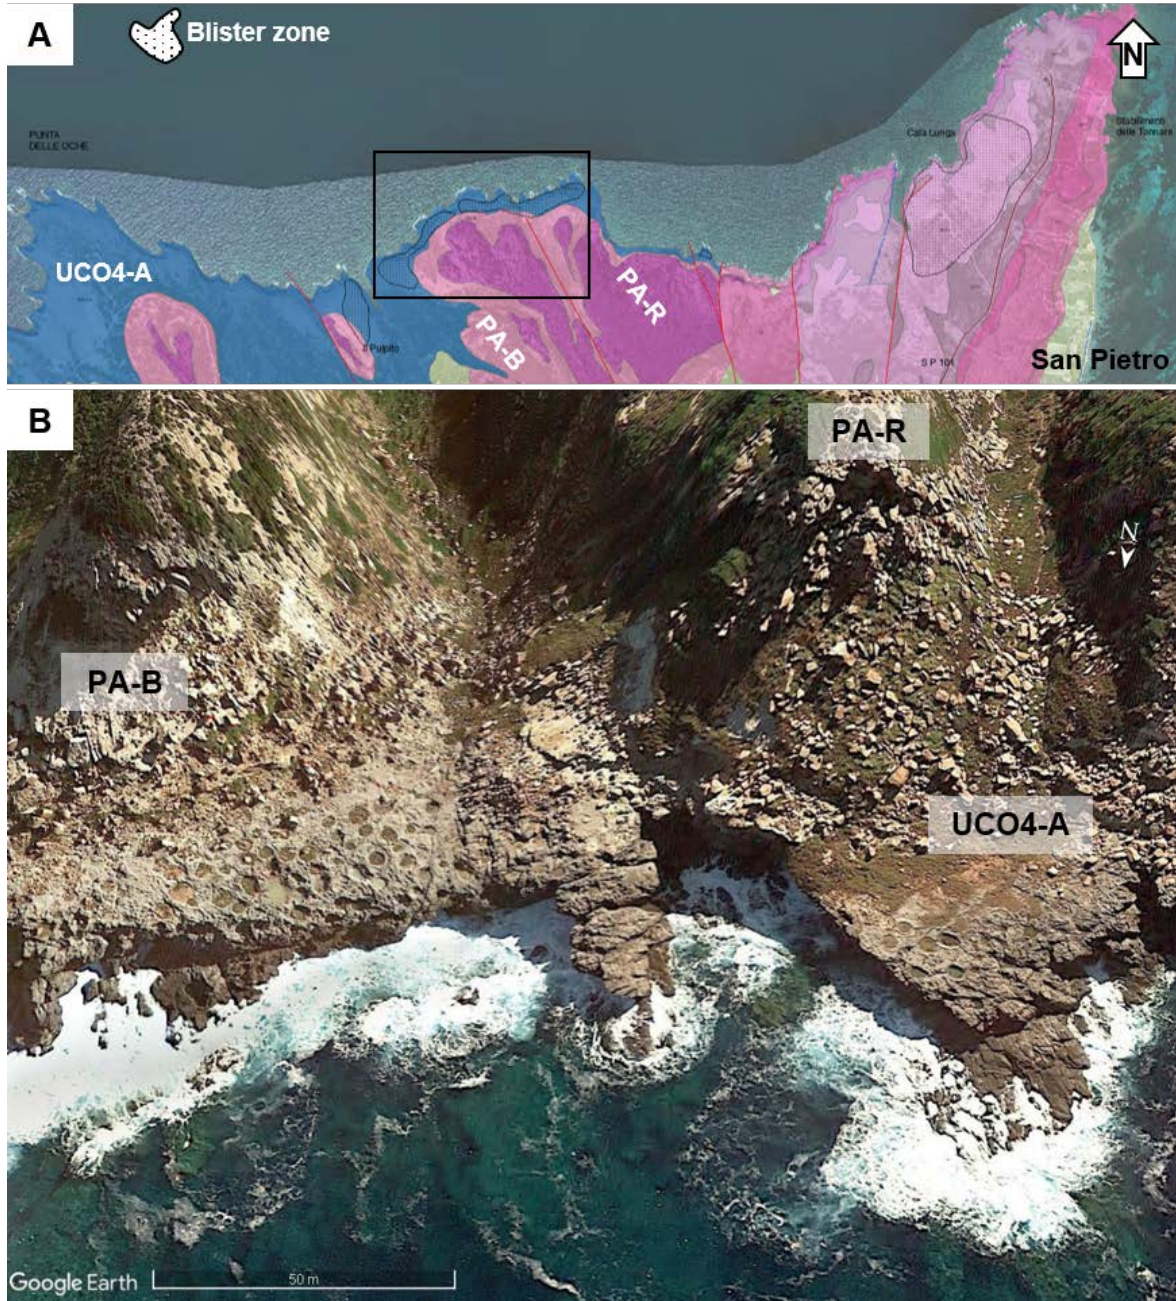 A
Blister zone
N
PUNTA
DELLE OCHE
Cala Lunga
Stabilimenti
delle Tonnare
UCO4-A
PA-R
PA-B
Il Pulpito
S P 101
San Pietro
B
PA-R
N
PA-B
UCO4-A
Google Earth
50 m